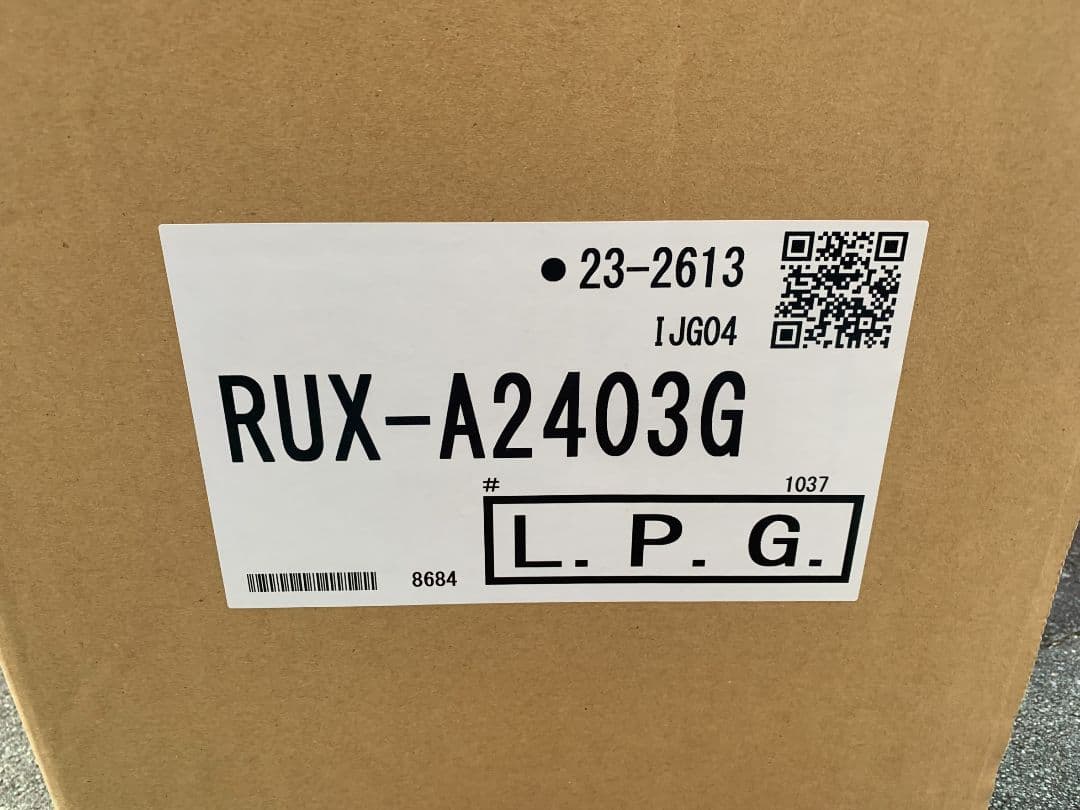 ● 23-2613
IJG04
RUX-A2403G
# 1037
L. P. G.
8684